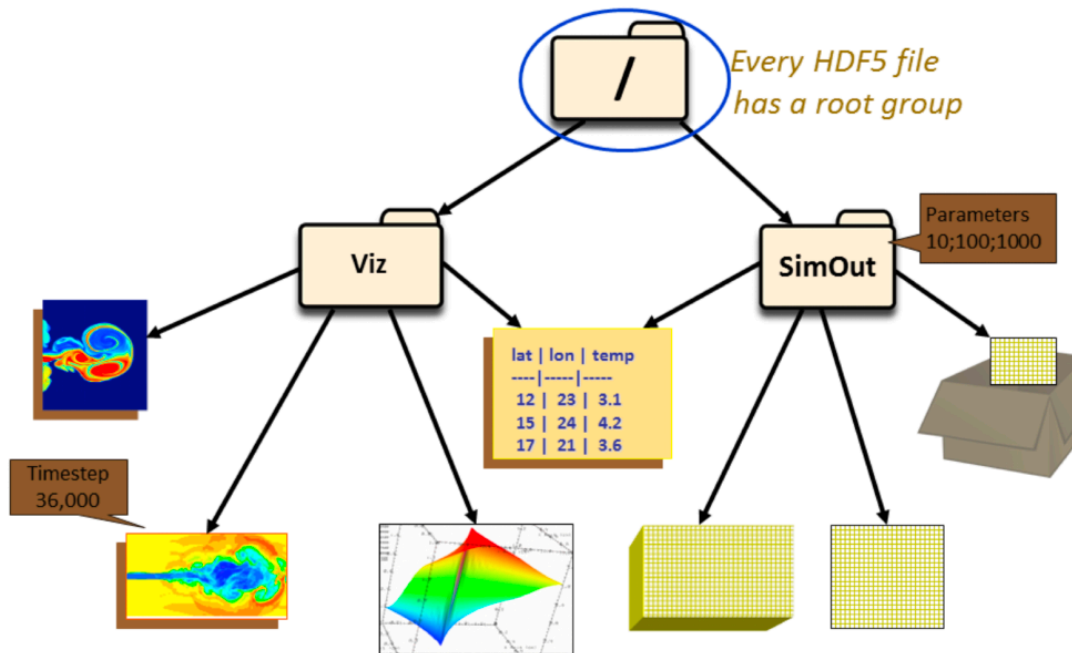 /
Every HDF5 file
has a root group
Viz
SimOut
Parameters
10;100;1000
lat | lon | temp
----|-----|-----
12 | 23 | 3.1
15 | 24 | 4.2
17 | 21 | 3.6
Timestep
36,000